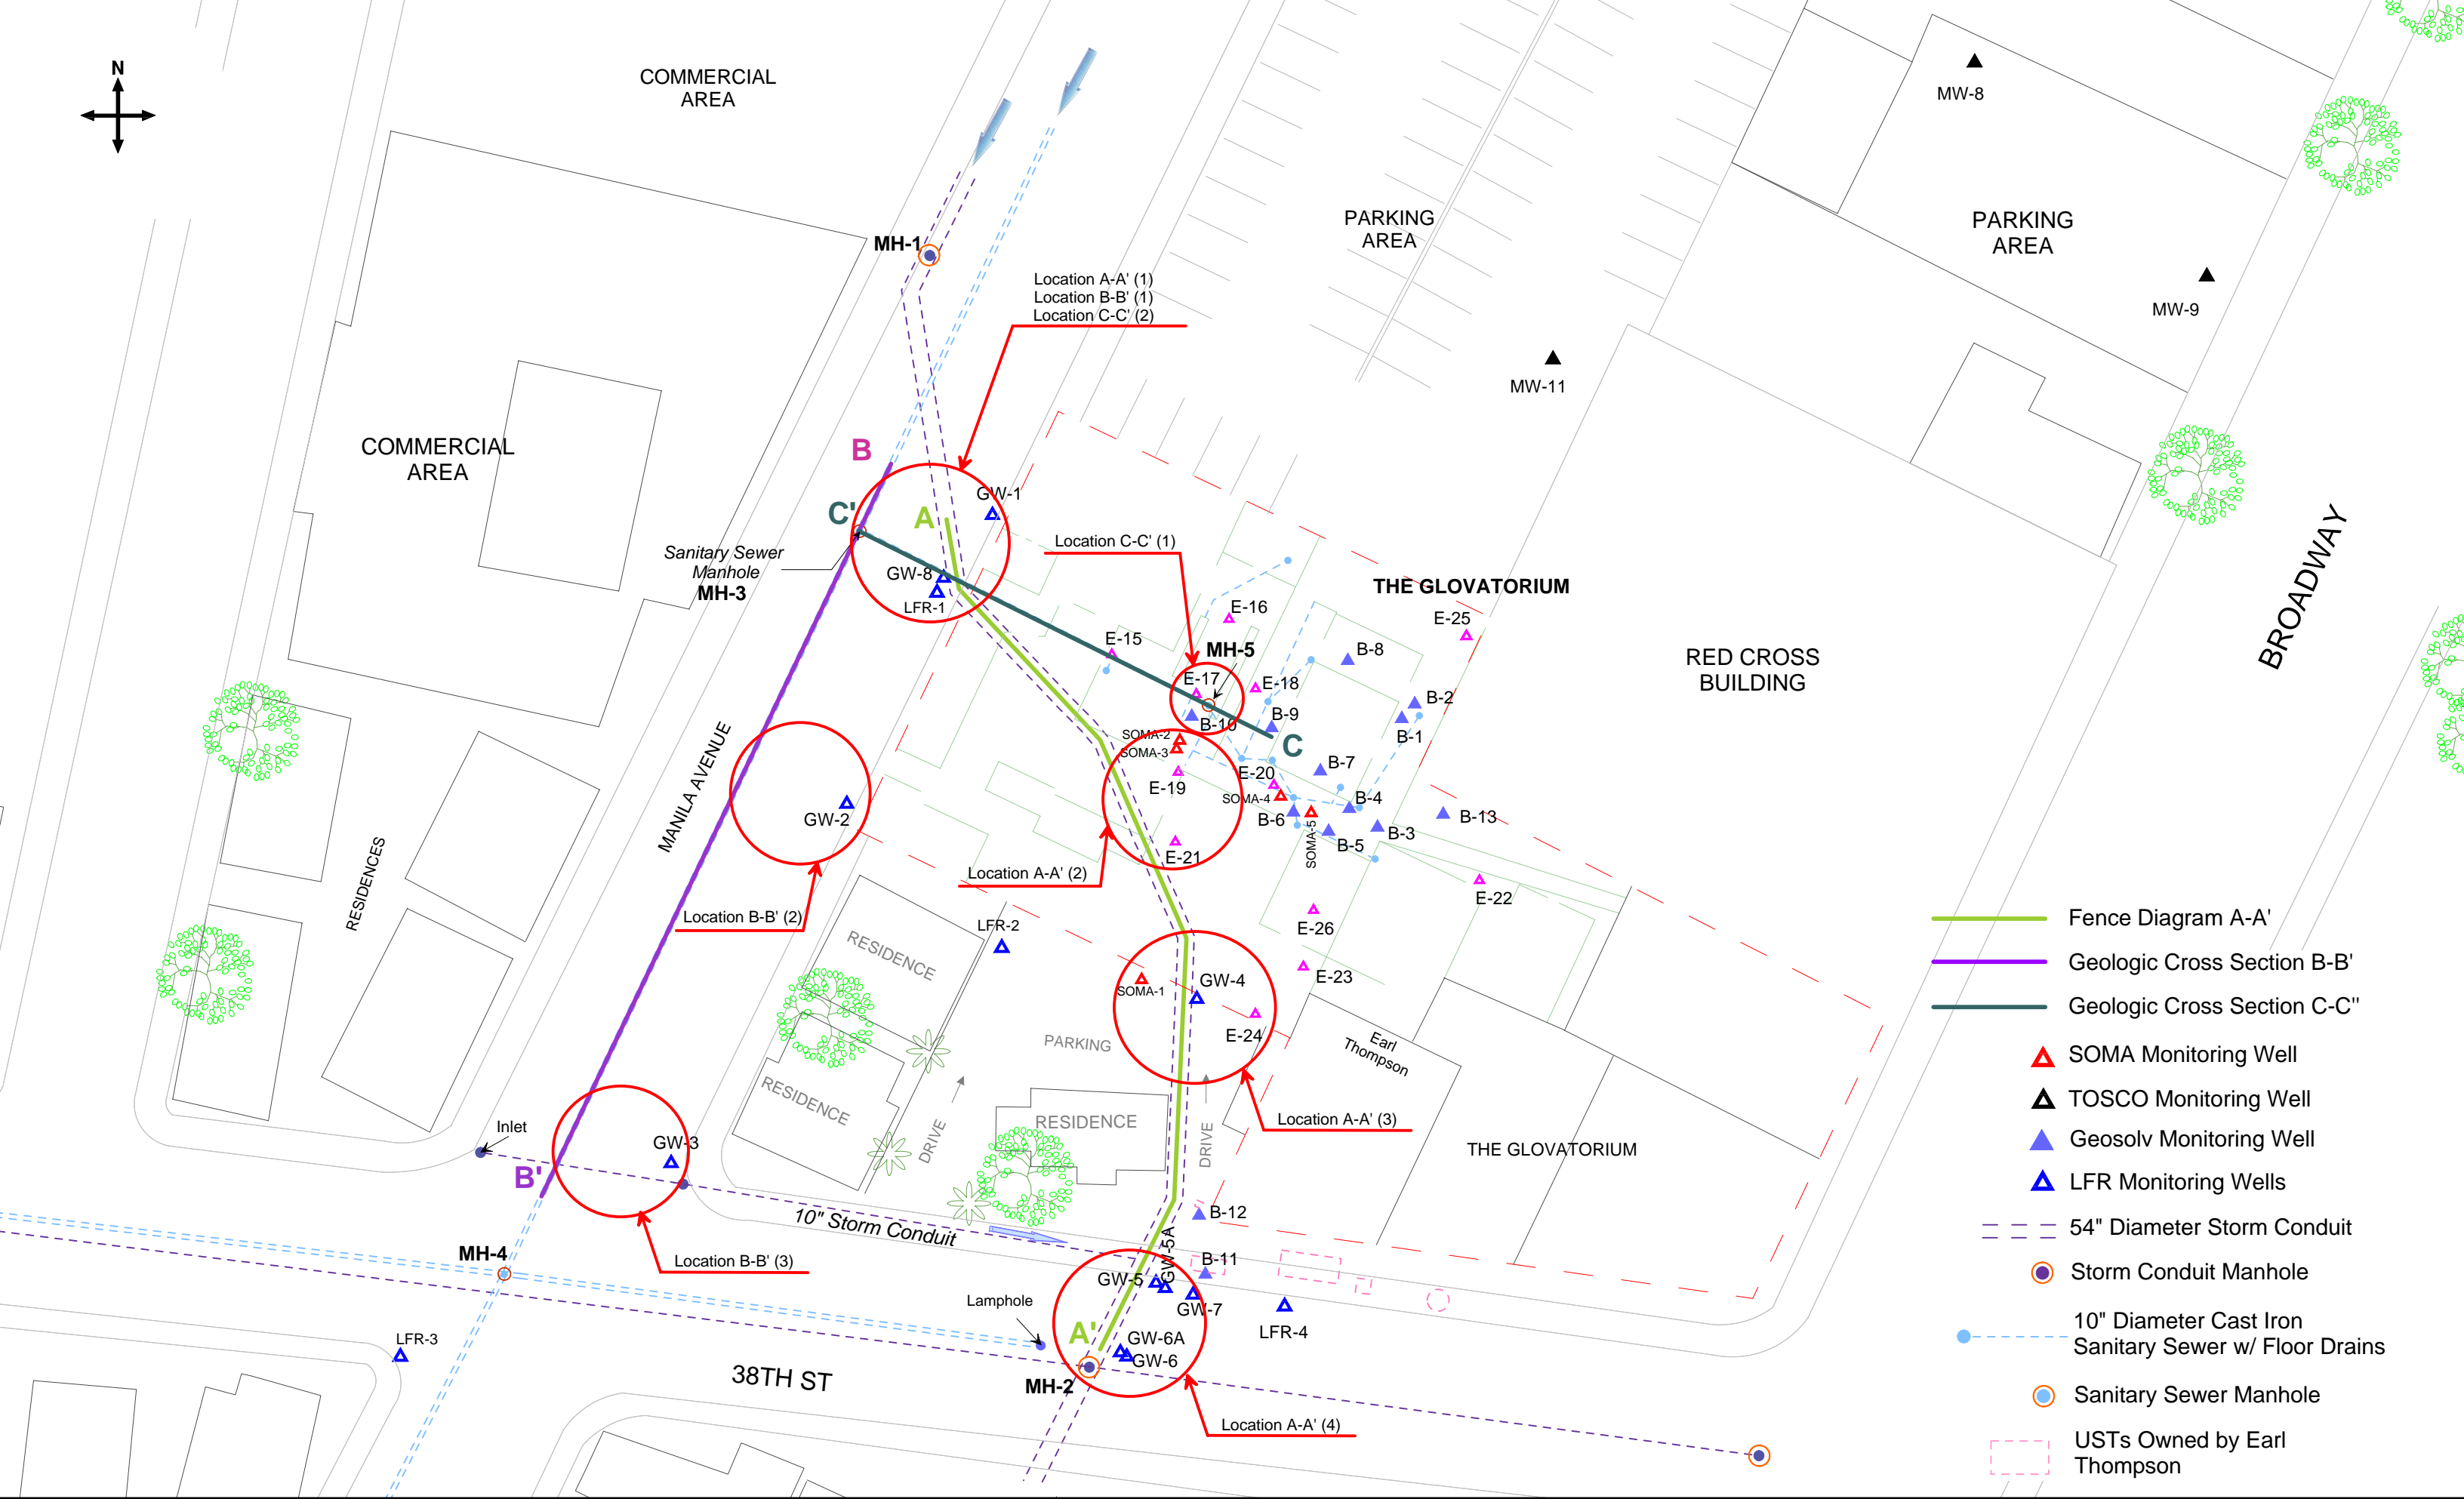 N
COMMERCIAL
AREA
MW-8
PARKING
AREA
PARKING
AREA
MH-1
Location A-A' (1)
Location B-B' (1)
Location C-C' (2)
MW-9
MW-11
COMMERCIAL
AREA
B
C'
A
GW-1
Sanitary Sewer
Manhole
MH-3
GW-8
LFR-1
Location C-C' (1)
THE GLOVATORIUM
BROADWAY
E-16
E-25
E-15
MH-5
B-8
RED CROSS
BUILDING
E-17
E-18
B-2
B-10
B-9
B-1
SOMA-2
SOMA-3
C
MANILA AVENUE
E-19
E-20
B-7
SOMA-4
B-4
GW-2
B-6
SOMA-5
B-3
B-13
B-5
RESIDENCES
E-21
Location A-A' (2)
Location B-B' (2)
LFR-2
E-22
E-26
RESIDENCE
E-23
SOMA-1
GW-4
E-24
PARKING
Earl
Thompson
RESIDENCE
RESIDENCE
DRIVE
DRIVE
Location A-A' (3)
THE GLOVATORIUM
Inlet
GW-3
B'
10" Storm Conduit
B-12
GW-5A
MH-4
Location B-B' (3)
GW-5
B-11
GW-7
Lamphole
LFR-4
A'
GW-6A
GW-6
LFR-3
38TH ST
MH-2
Location A-A' (4)
Fence Diagram A-A'
Geologic Cross Section B-B'
Geologic Cross Section C-C''
SOMA Monitoring Well
TOSCO Monitoring Well
Geosolv Monitoring Well
LFR Monitoring Wells
54" Diameter Storm Conduit
Storm Conduit Manhole
10" Diameter Cast Iron
Sanitary Sewer w/ Floor Drains
Sanitary Sewer Manhole
USTs Owned by Earl
Thompson